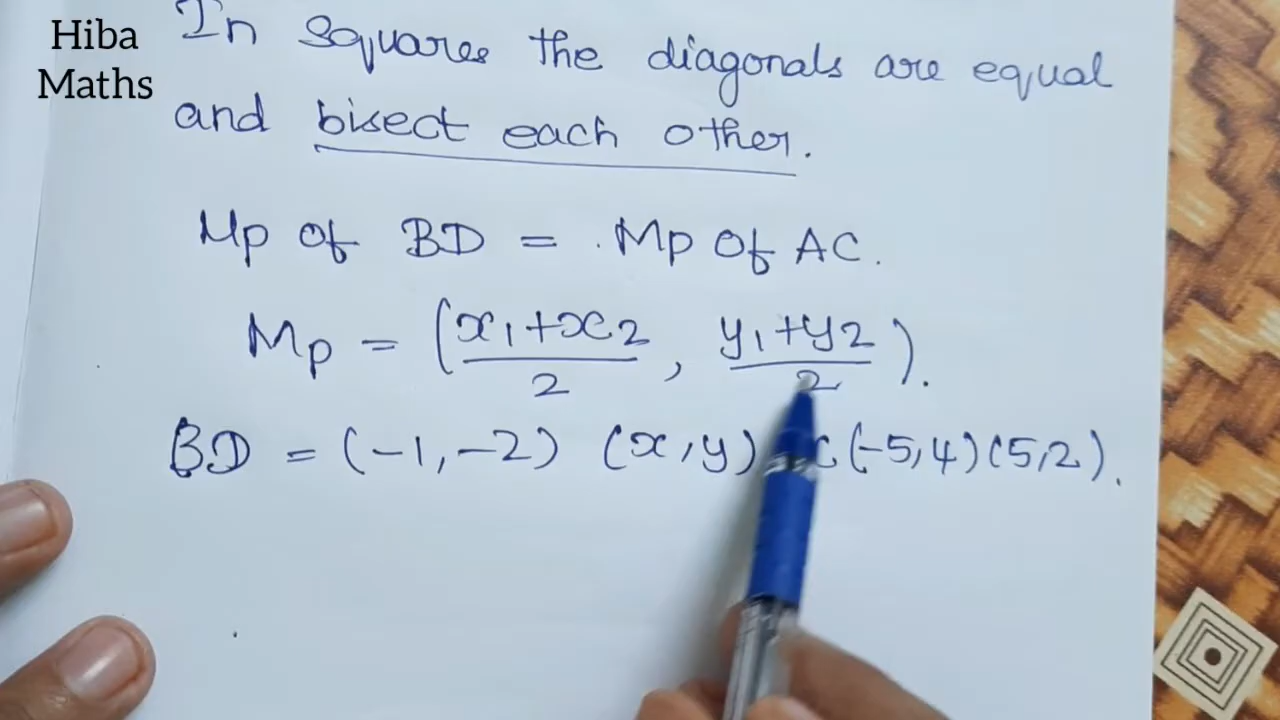 Hiba
Maths
In squares the diagonals are equal
and bisect each other.
Mp of BD = Mp of AC.
Mp = (x1+x2/2, y1+y2/2).
BD = (-1,-2) (x,y) C(-5,4)(5,2).